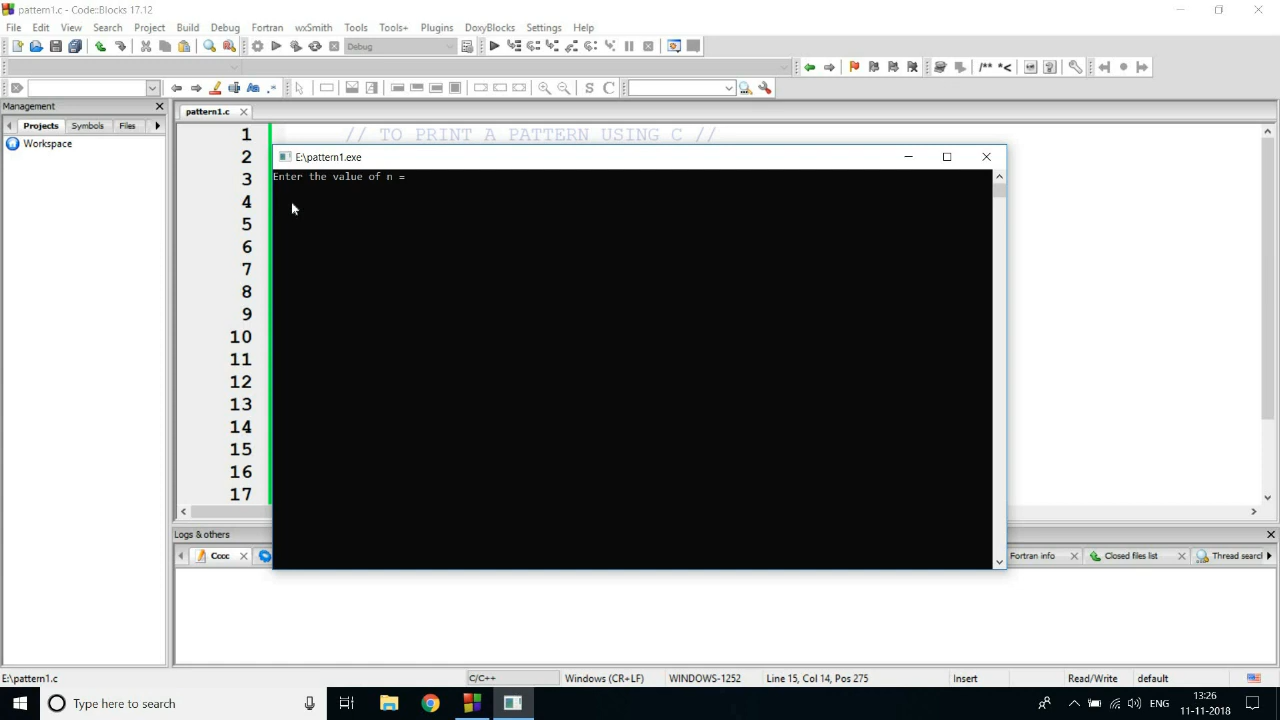 pattern1.c - Code::Blocks 17.12
File Edit View Search Project Build Debug Fortran wxSmith Tools Tools+ Plugins DoxyBlocks Settings Help
Debug
/** *<
S C
Management
Projects Symbols Files
Workspace
pattern1.c
1 // TO PRINT A PATTERN USING C //
2
3
4
5
6
7
8
9
10
11
12
13
14
15
16
17
E:\pattern1.exe
Enter the value of n =
Logs & others
Cccc
Fortran info
Closed files list
Thread search
E:\pattern1.c C/C++ Windows (CR+LF) WINDOWS-1252 Line 15, Col 14, Pos 275 Insert Read/Write default
Type here to search
ENG
13:26
11-11-2018